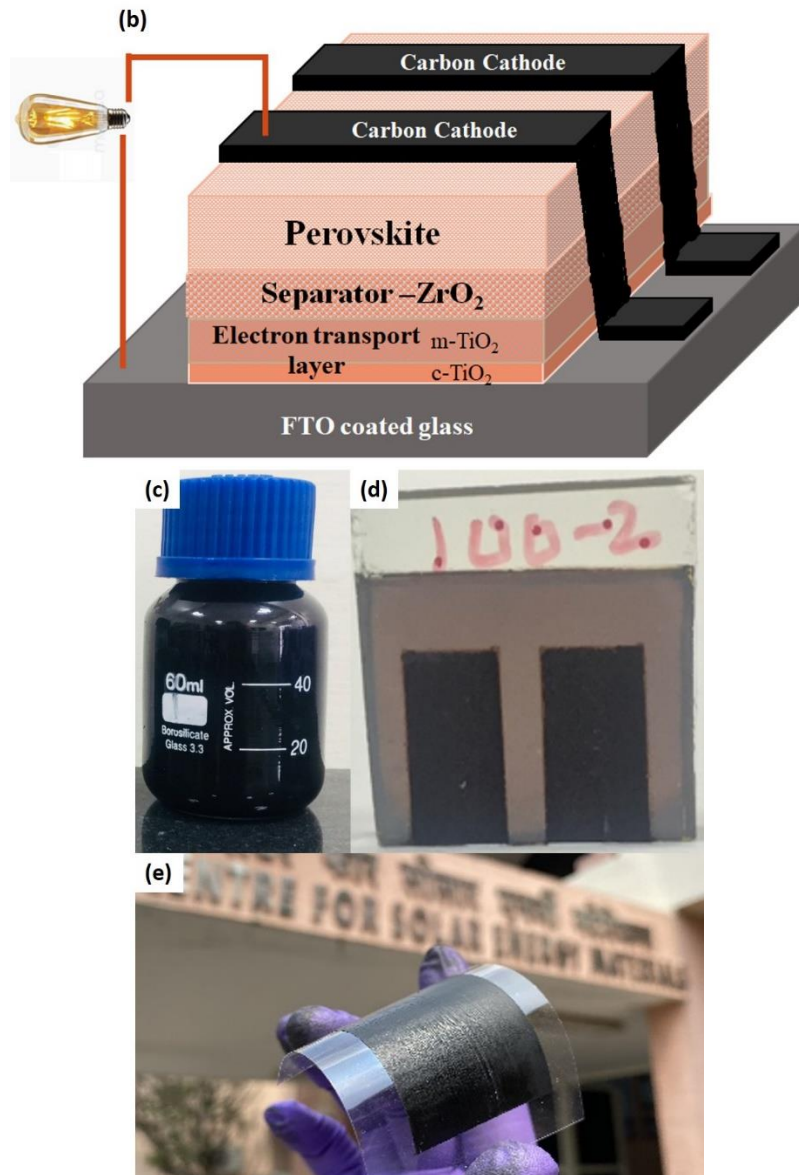 (b)
Carbon Cathode
Carbon Cathode
Perovskite
Separator –ZrO₂
Electron transport layer
m-TiO₂
c-TiO₂
FTO coated glass
(c)
60ml
Borosilicate
Glass 3.3
APPROX VOL.
40
20
(d)
100-2
(e)
CENTRE FOR SOLAR ENERGY MATERIALS